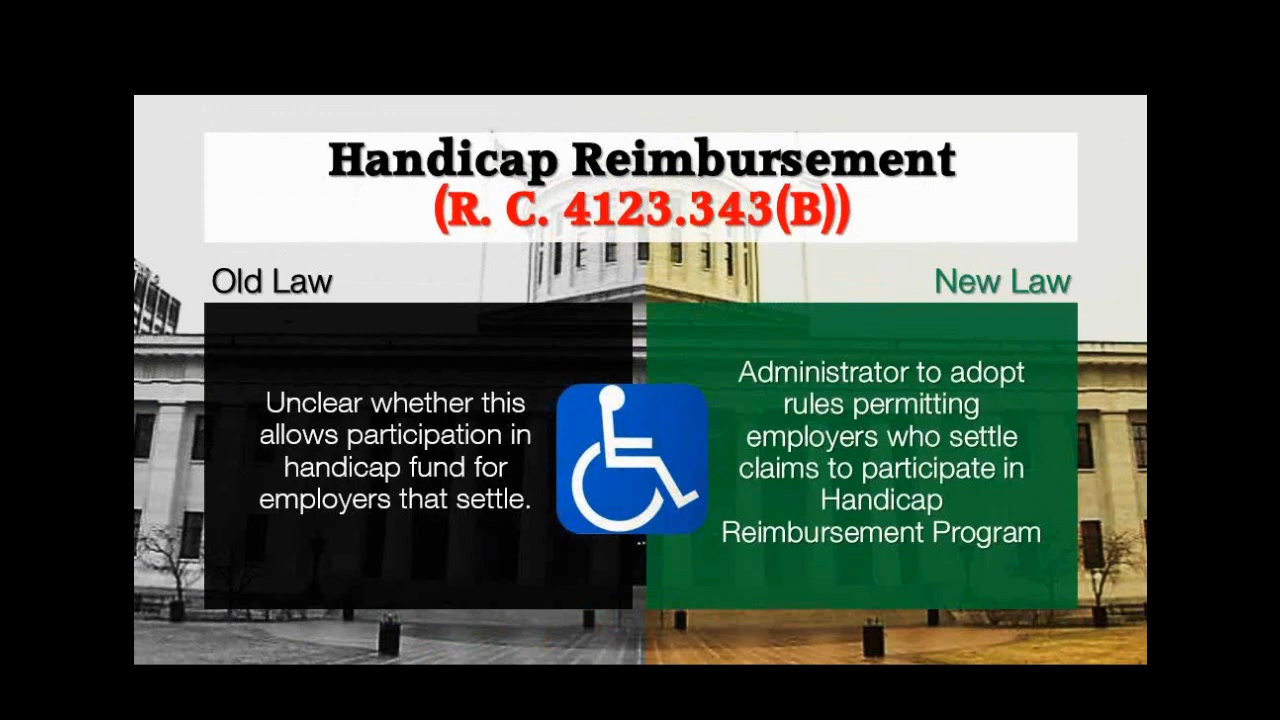 Handicap Reimbursement
(R. C. 4123.343(B))
Old Law
New Law
Unclear whether this
allows participation in
handicap fund for
employers that settle.
Administrator to adopt
rules permitting
employers who settle
claims to participate in
Handicap
Reimbursement Program